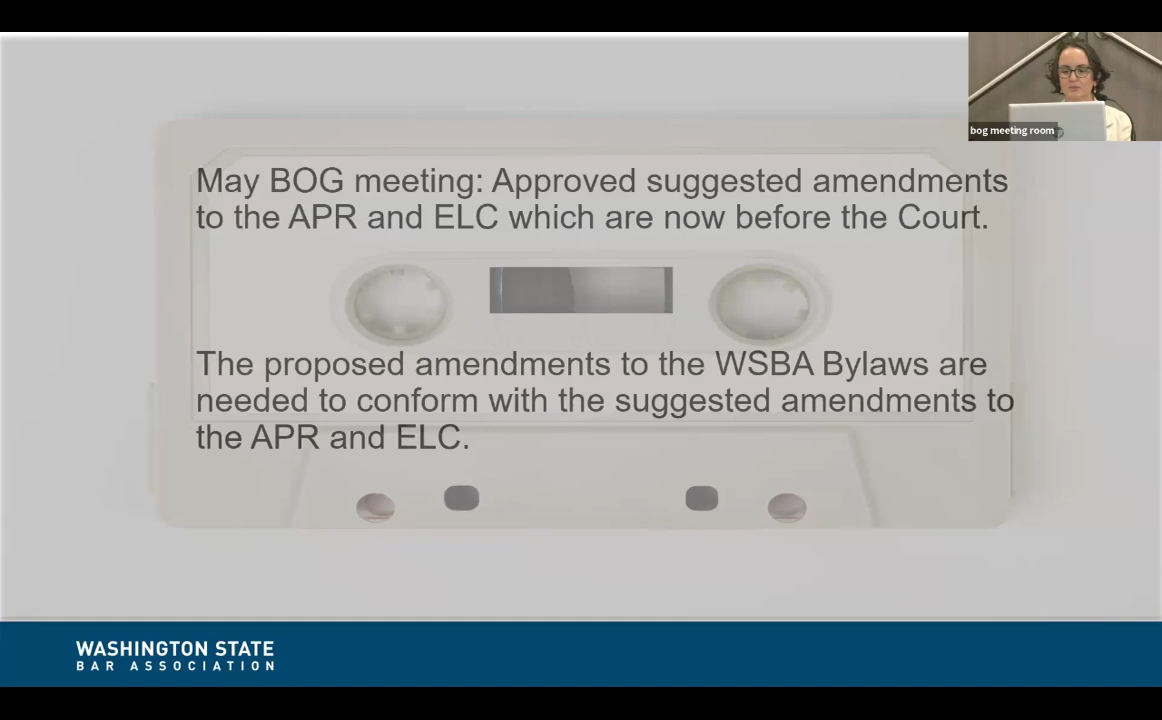 bog meeting room
May BOG meeting: Approved suggested amendments
to the APR and ELC which are now before the Court.
The proposed amendments to the WSBA Bylaws are
needed to conform with the suggested amendments to
the APR and ELC.
WASHINGTON STATE
BAR ASSOCIATION